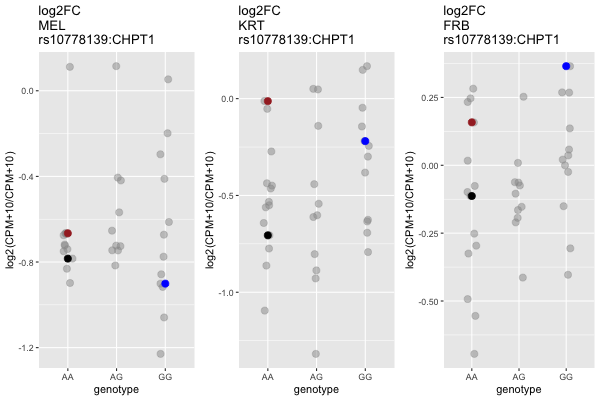 log2FC
MEL
rs10778139:CHPT1
log2(CPM+10/CPM+10)
0.0
-0.4
-0.8
-1.2
AA
AG
GG
genotype
log2FC
KRT
rs10778139:CHPT1
log2(CPM+10/CPM+10)
0.0
-0.5
-1.0
AA
AG
GG
genotype
log2FC
FRB
rs10778139:CHPT1
log2(CPM+10/CPM+10)
0.25
0.00
-0.25
-0.50
AA
AG
GG
genotype